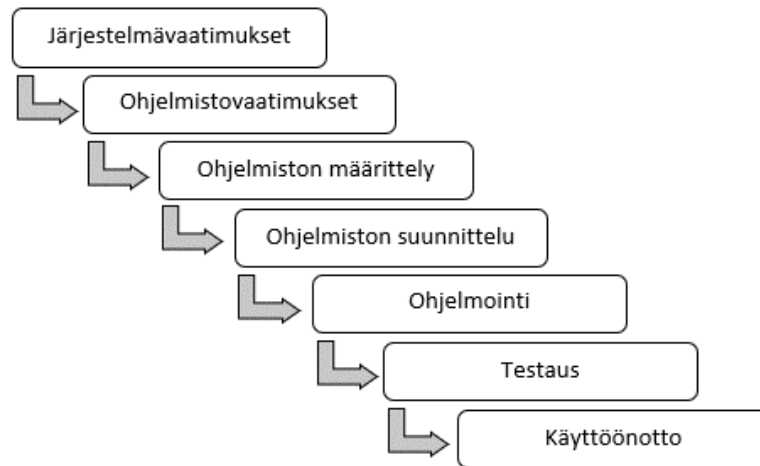 Järjestelmävaatimukset
Ohjelmistovaatimukset
Ohjelmiston määrittely
Ohjelmiston suunnittelu
Ohjelmointi
Testaus
Käyttöönotto